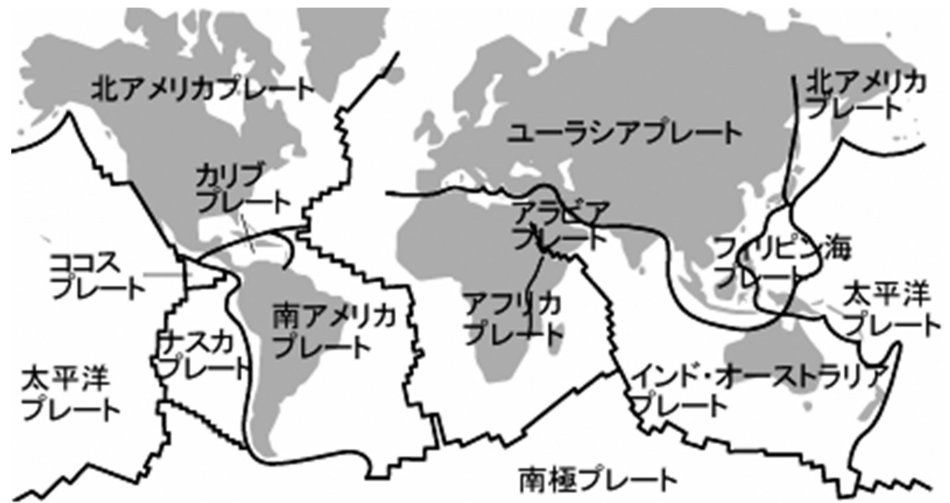 北アメリカプレート
北アメリカ
プレート
ユーラシアプレート
カリブ
プレート
アラビア
プレート
フィリピン海
プレート
ココス
プレート
太平洋
プレート
南アメリカ
プレート
アフリカ
プレート
ナスカ
プレート
太平洋
プレート
インド・オーストラリア
プレート
南極プレート